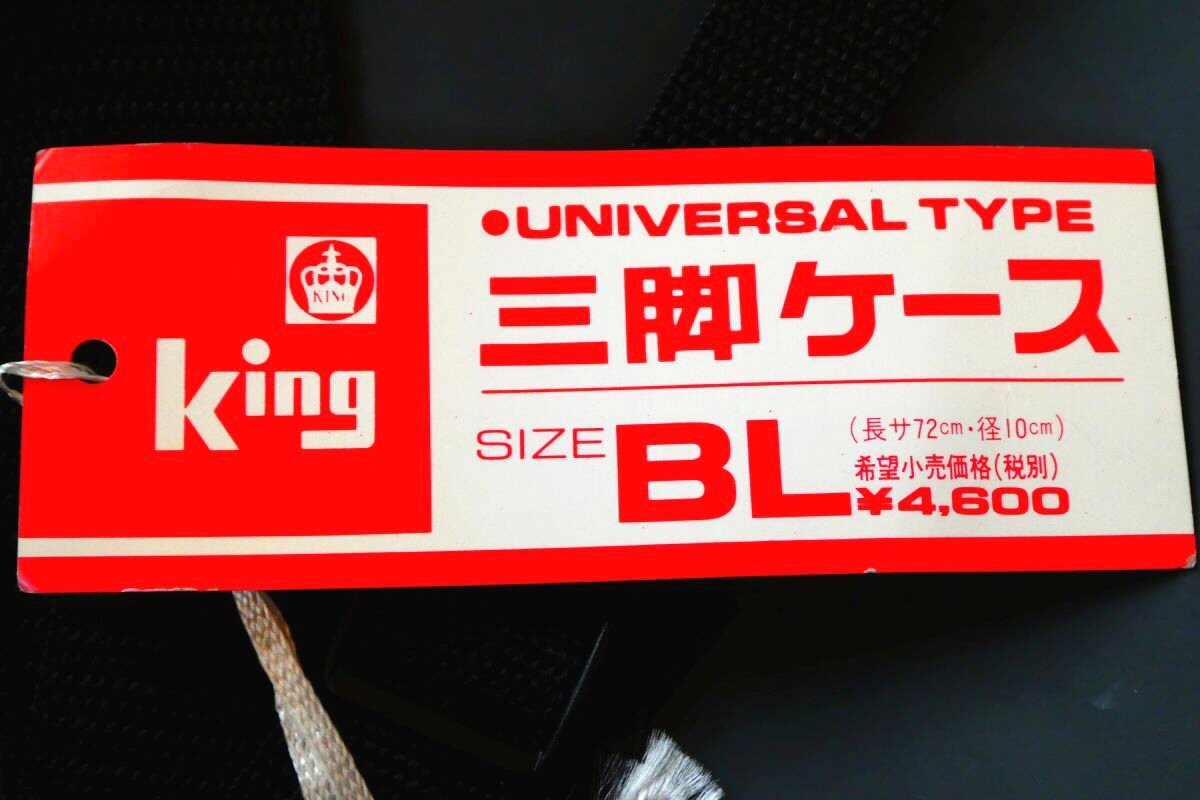 KING
king
●UNIVERSAL TYPE
三脚ケース
SIZE BL
(長サ72cm・径10cm)
希望小売価格(税別)
¥4,600